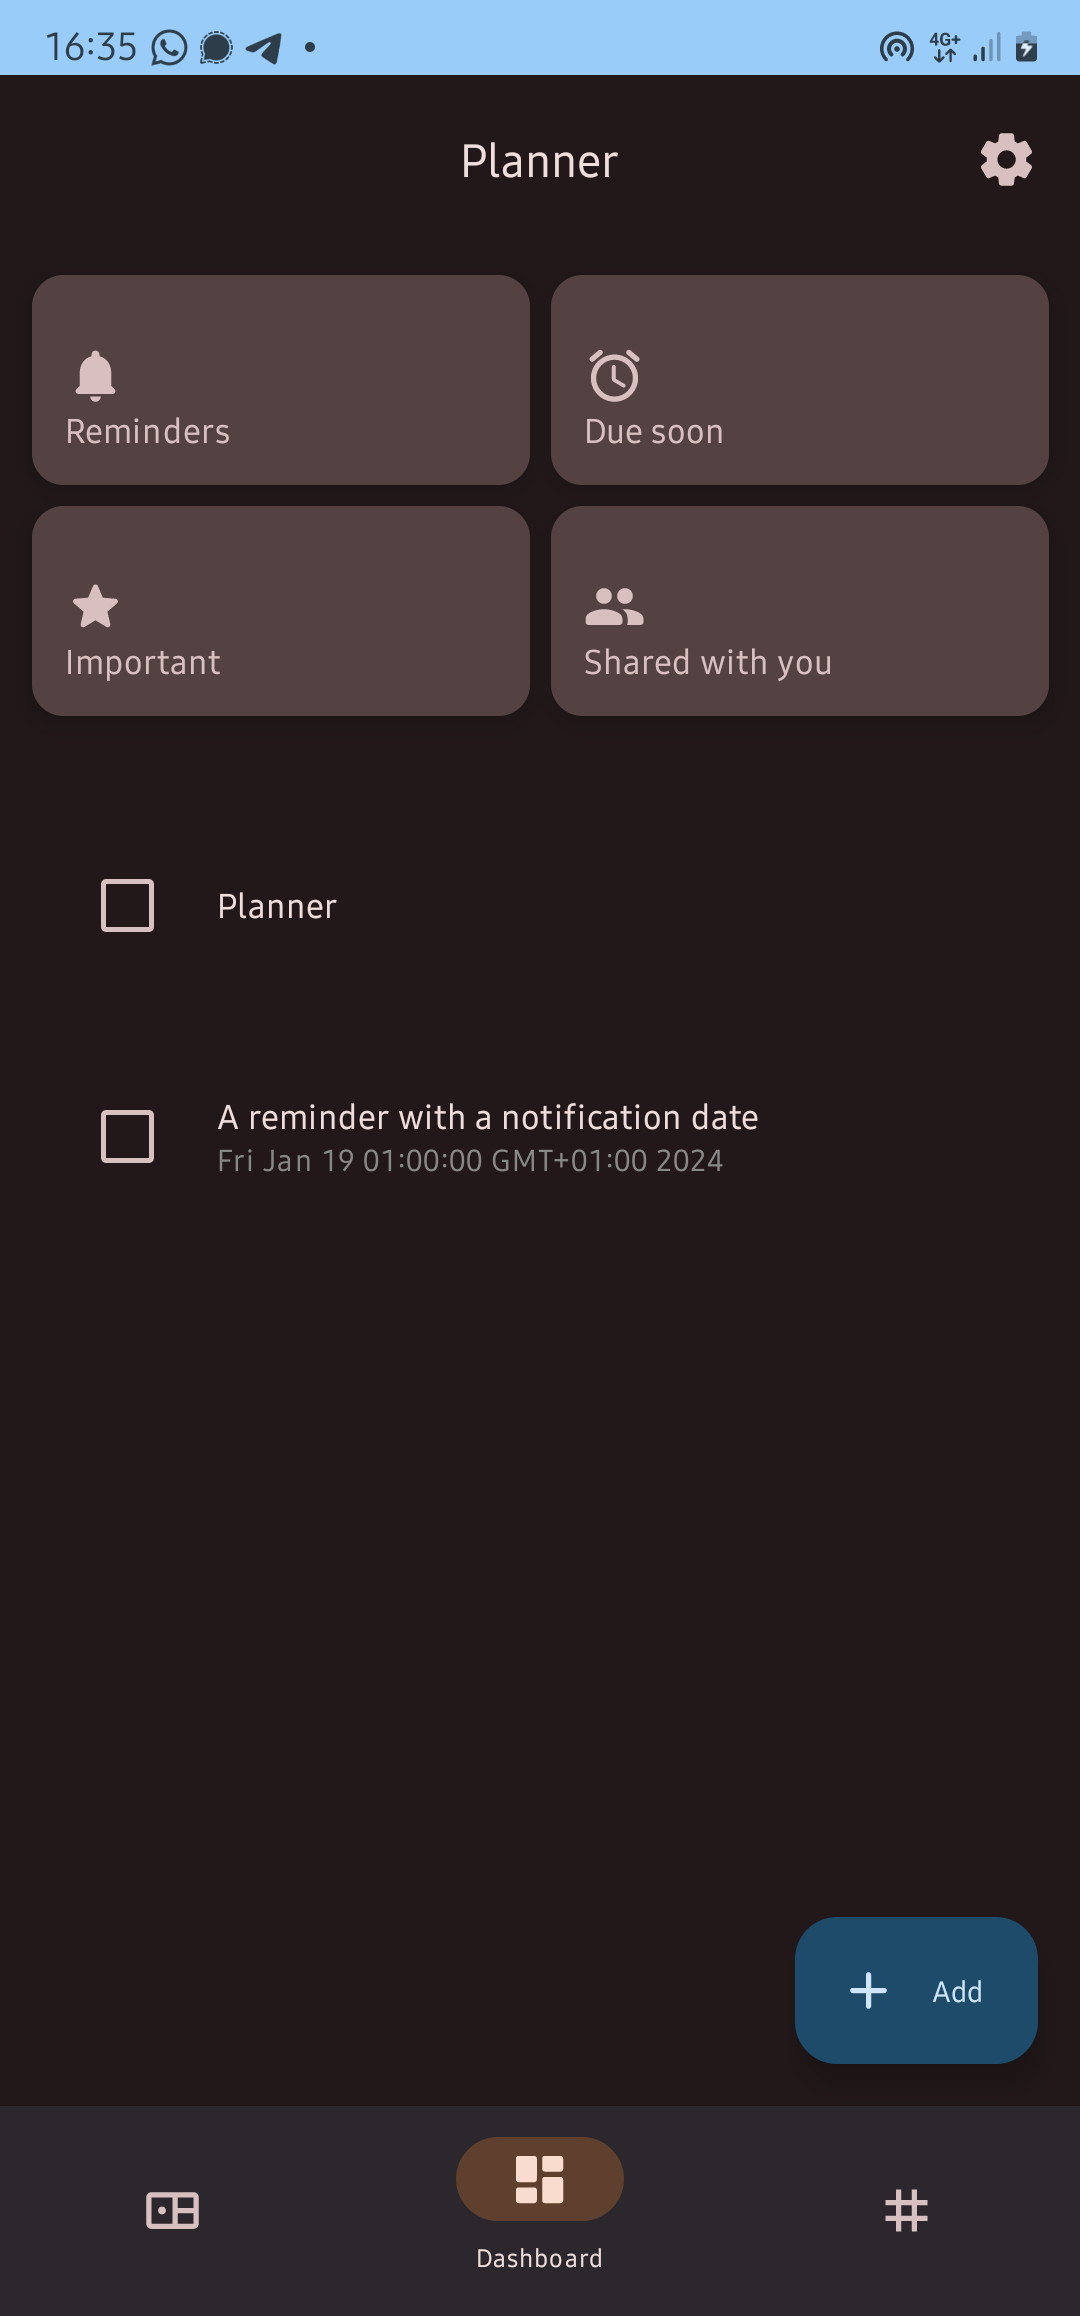 16:35
4G+
Planner
Reminders
Due soon
Important
Shared with you
Planner
A reminder with a notification date
Fri Jan 19 01:00:00 GMT+01:00 2024
Add
Dashboard